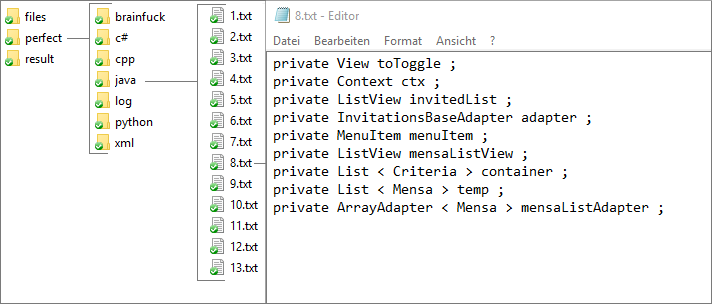 files
perfect
result
brainfuck
c#
cpp
java
log
python
xml
1.txt
2.txt
3.txt
4.txt
5.txt
6.txt
7.txt
8.txt
9.txt
10.txt
11.txt
12.txt
13.txt
8.txt - Editor
Datei Bearbeiten Format Ansicht ?
private View toToggle ;
private Context ctx ;
private ListView invitedList ;
private InvitationsBaseAdapter adapter ;
private MenuItem menuItem ;
private ListView mensaListView ;
private List < Criteria > container ;
private List < Mensa > temp ;
private ArrayAdapter < Mensa > mensaListAdapter ;